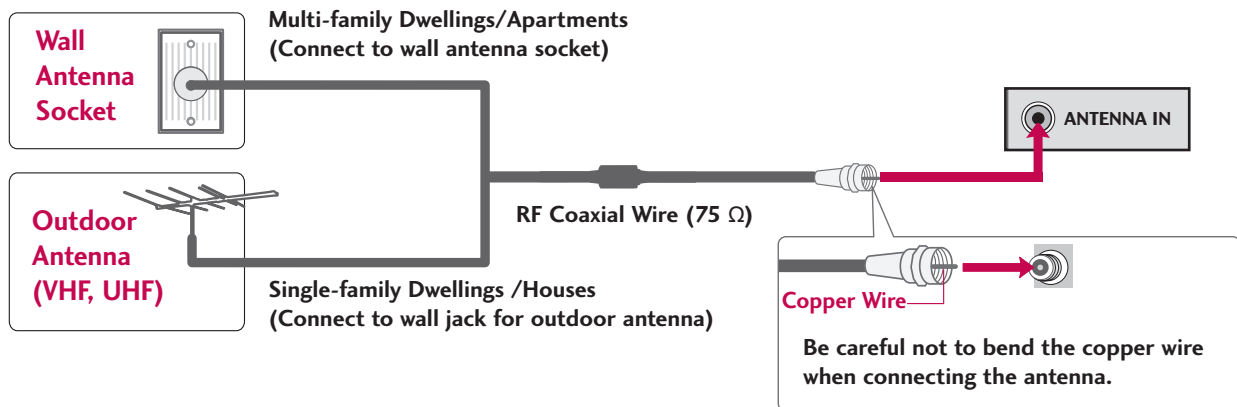 Wall
Antenna
Socket
Multi-family Dwellings/Apartments
(Connect to wall antenna socket)
ANTENNA IN
RF Coaxial Wire (75 Ω)
Outdoor
Antenna
(VHF, UHF)
Single-family Dwellings /Houses
(Connect to wall jack for outdoor antenna)
Copper Wire
Be careful not to bend the copper wire
when connecting the antenna.